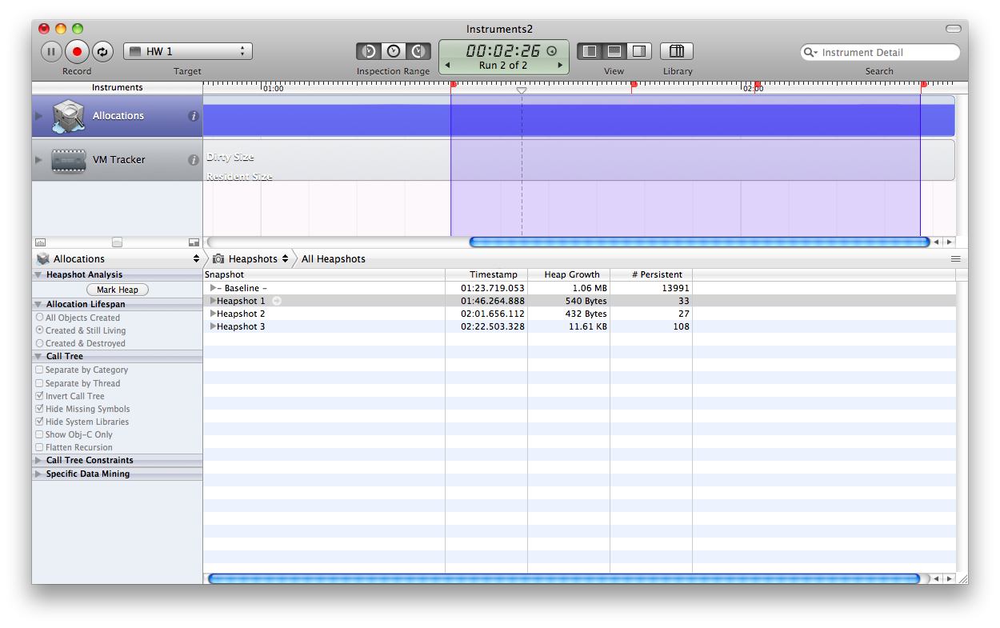 Instruments2
HW 1
00:02:26
Run 2 of 2
Instrument Detail
Record
Target
Inspection Range
View
Library
Search
Instruments
01:00
02:00
Allocations
VM Tracker
Dirty Size
Resident Size
Allocations
Heapshots
All Heapshots
Heapshot Analysis
Mark Heap
Allocation Lifespan
All Objects Created
Created & Still Living
Created & Destroyed
Call Tree
Separate by Category
Separate by Thread
Invert Call Tree
Hide Missing Symbols
Hide System Libraries
Show Obj-C Only
Flatten Recursion
Call Tree Constraints
Specific Data Mining
Snapshot Timestamp Heap Growth # Persistent
- Baseline - 01:23.719.053 1.06 MB 13991
Heapshot 1 01:46.264.888 540 Bytes 33
Heapshot 2 02:01.656.112 432 Bytes 27
Heapshot 3 02:22.503.328 11.61 KB 108